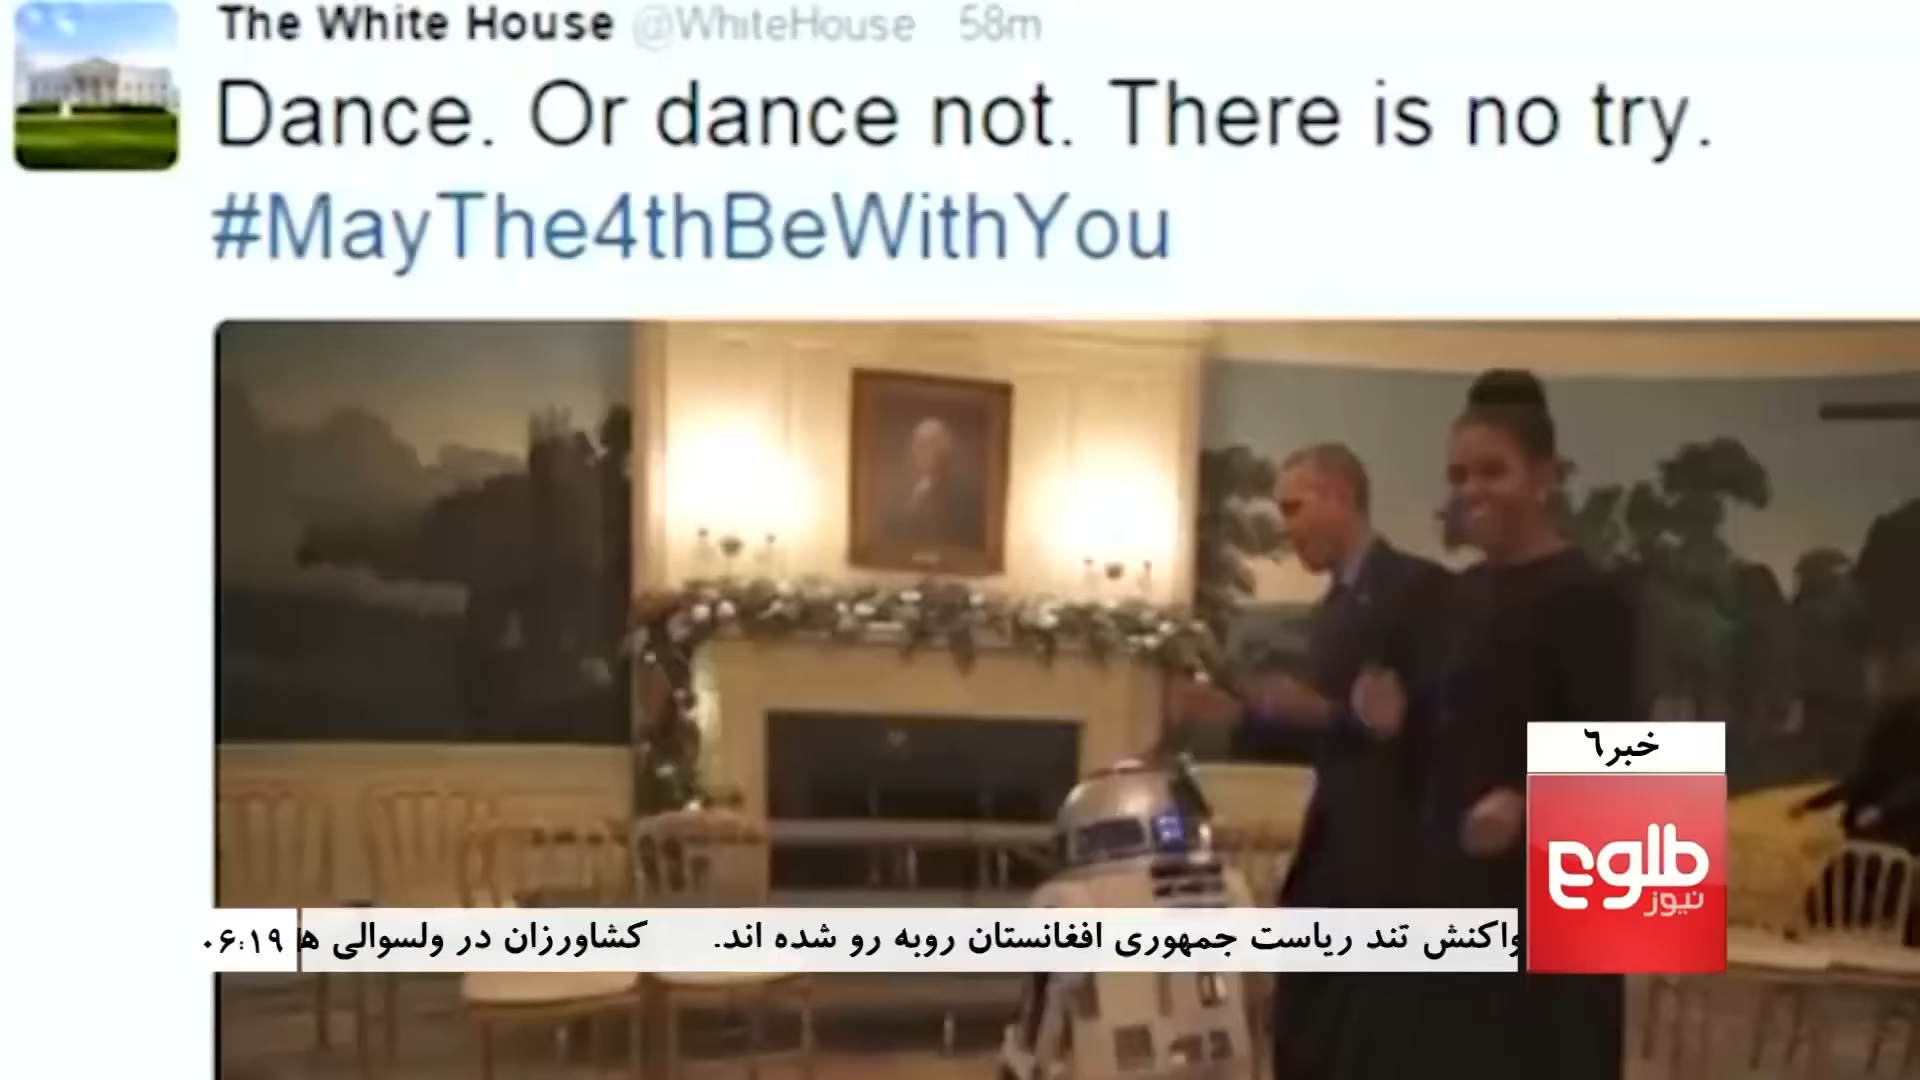 The White House @WhiteHouse 58m
Dance. Or dance not. There is no try.
#MayThe4thBeWithYou
خبر٦
طلوع
نیوز
واکنش تند ریاست جمهوری افغانستان روبه رو شده اند. کشاورزان در ولسوالی ها
۰۶:۱۹